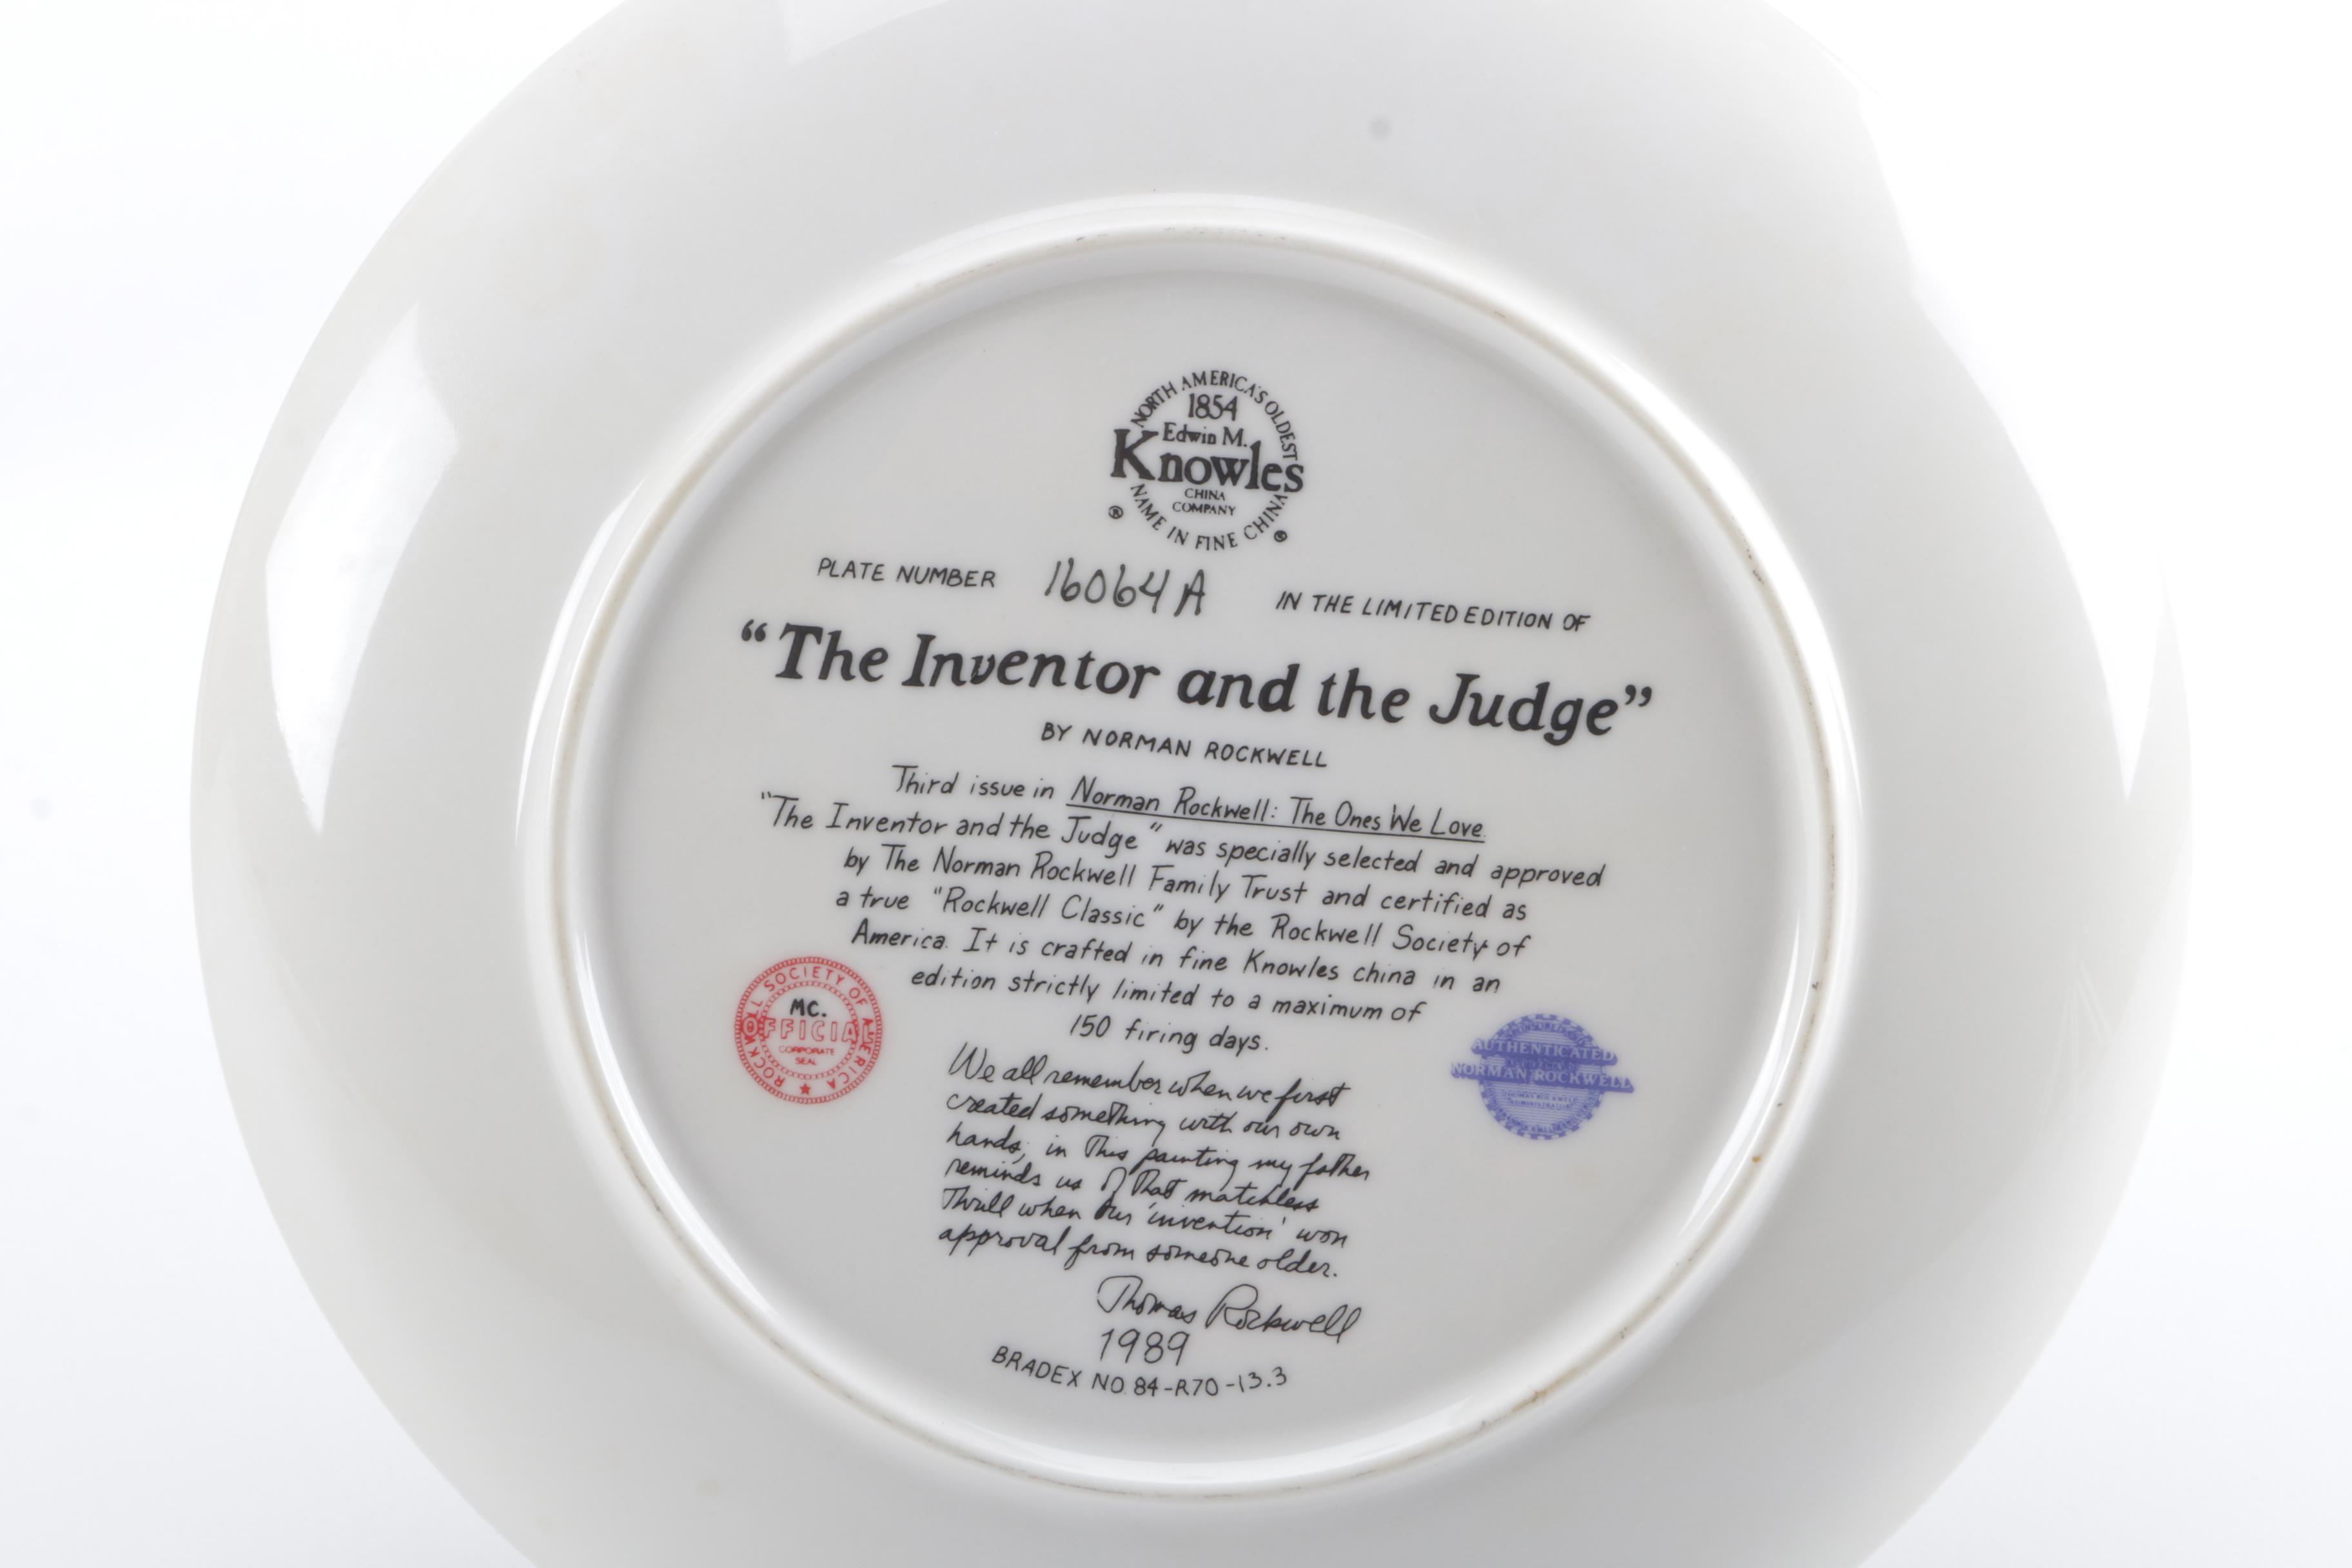 NORTH AMERICA'S OLDEST
1854
Edwin M.
Knowles
CHINA
COMPANY
NAME IN FINE CHINA
® ®
PLATE NUMBER 16064A IN THE LIMITED EDITION OF
“The Inventor and the Judge”
BY NORMAN ROCKWELL
Third issue in Norman Rockwell: The Ones We Love.
"The Inventor and the Judge" was specially selected and approved
by The Norman Rockwell Family Trust and certified as
a true "Rockwell Classic" by the Rockwell Society of
America. It is crafted in fine Knowles china in an
edition strictly limited to a maximum of
150 firing days.
ROCKWELL SOCIETY OF AMERICA
MC.
OFFICIAL
CORPORATE
SEAL
AUTHENTICATED
NORMAN ROCKWELL
We all remember when we first
created something with our own
hands; in this painting my father
reminds us of that matchless
thrill when our 'invention' won
approval from someone older.
Thomas Rockwell
1989
BRADEX NO. 84-R70-13.3